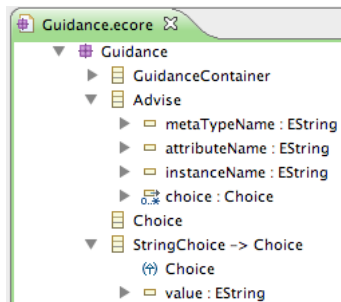 Guidance.ecore
Guidance
GuidanceContainer
Advise
metaTypeName : EString
attributeName : EString
instanceName : EString
0..* choice : Choice
Choice
StringChoice -> Choice
Choice
value : EString